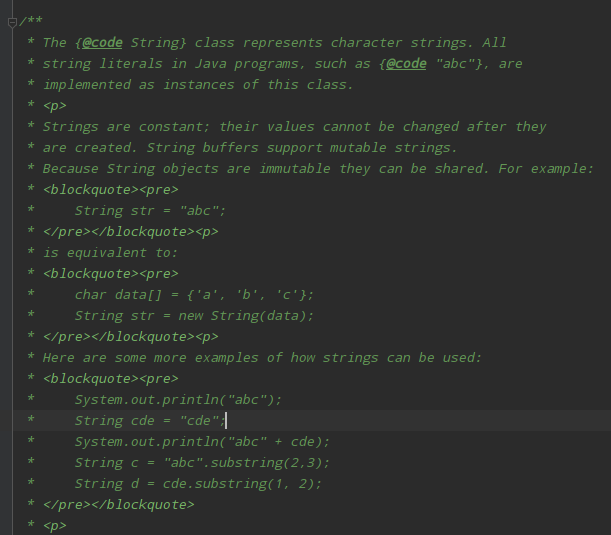 /**
* The {@code String} class represents character strings. All
* string literals in Java programs, such as {@code "abc"}, are
* implemented as instances of this class.
* <p>
* Strings are constant; their values cannot be changed after they
* are created. String buffers support mutable strings.
* Because String objects are immutable they can be shared. For example:
* <blockquote><pre>
*     String str = "abc";
* </pre></blockquote><p>
* is equivalent to:
* <blockquote><pre>
*     char data[] = {'a', 'b', 'c'};
*     String str = new String(data);
* </pre></blockquote><p>
* Here are some more examples of how strings can be used:
* <blockquote><pre>
*     System.out.println("abc");
*     String cde = "cde";
*     System.out.println("abc" + cde);
*     String c = "abc".substring(2,3);
*     String d = cde.substring(1, 2);
* </pre></blockquote>
* <p>